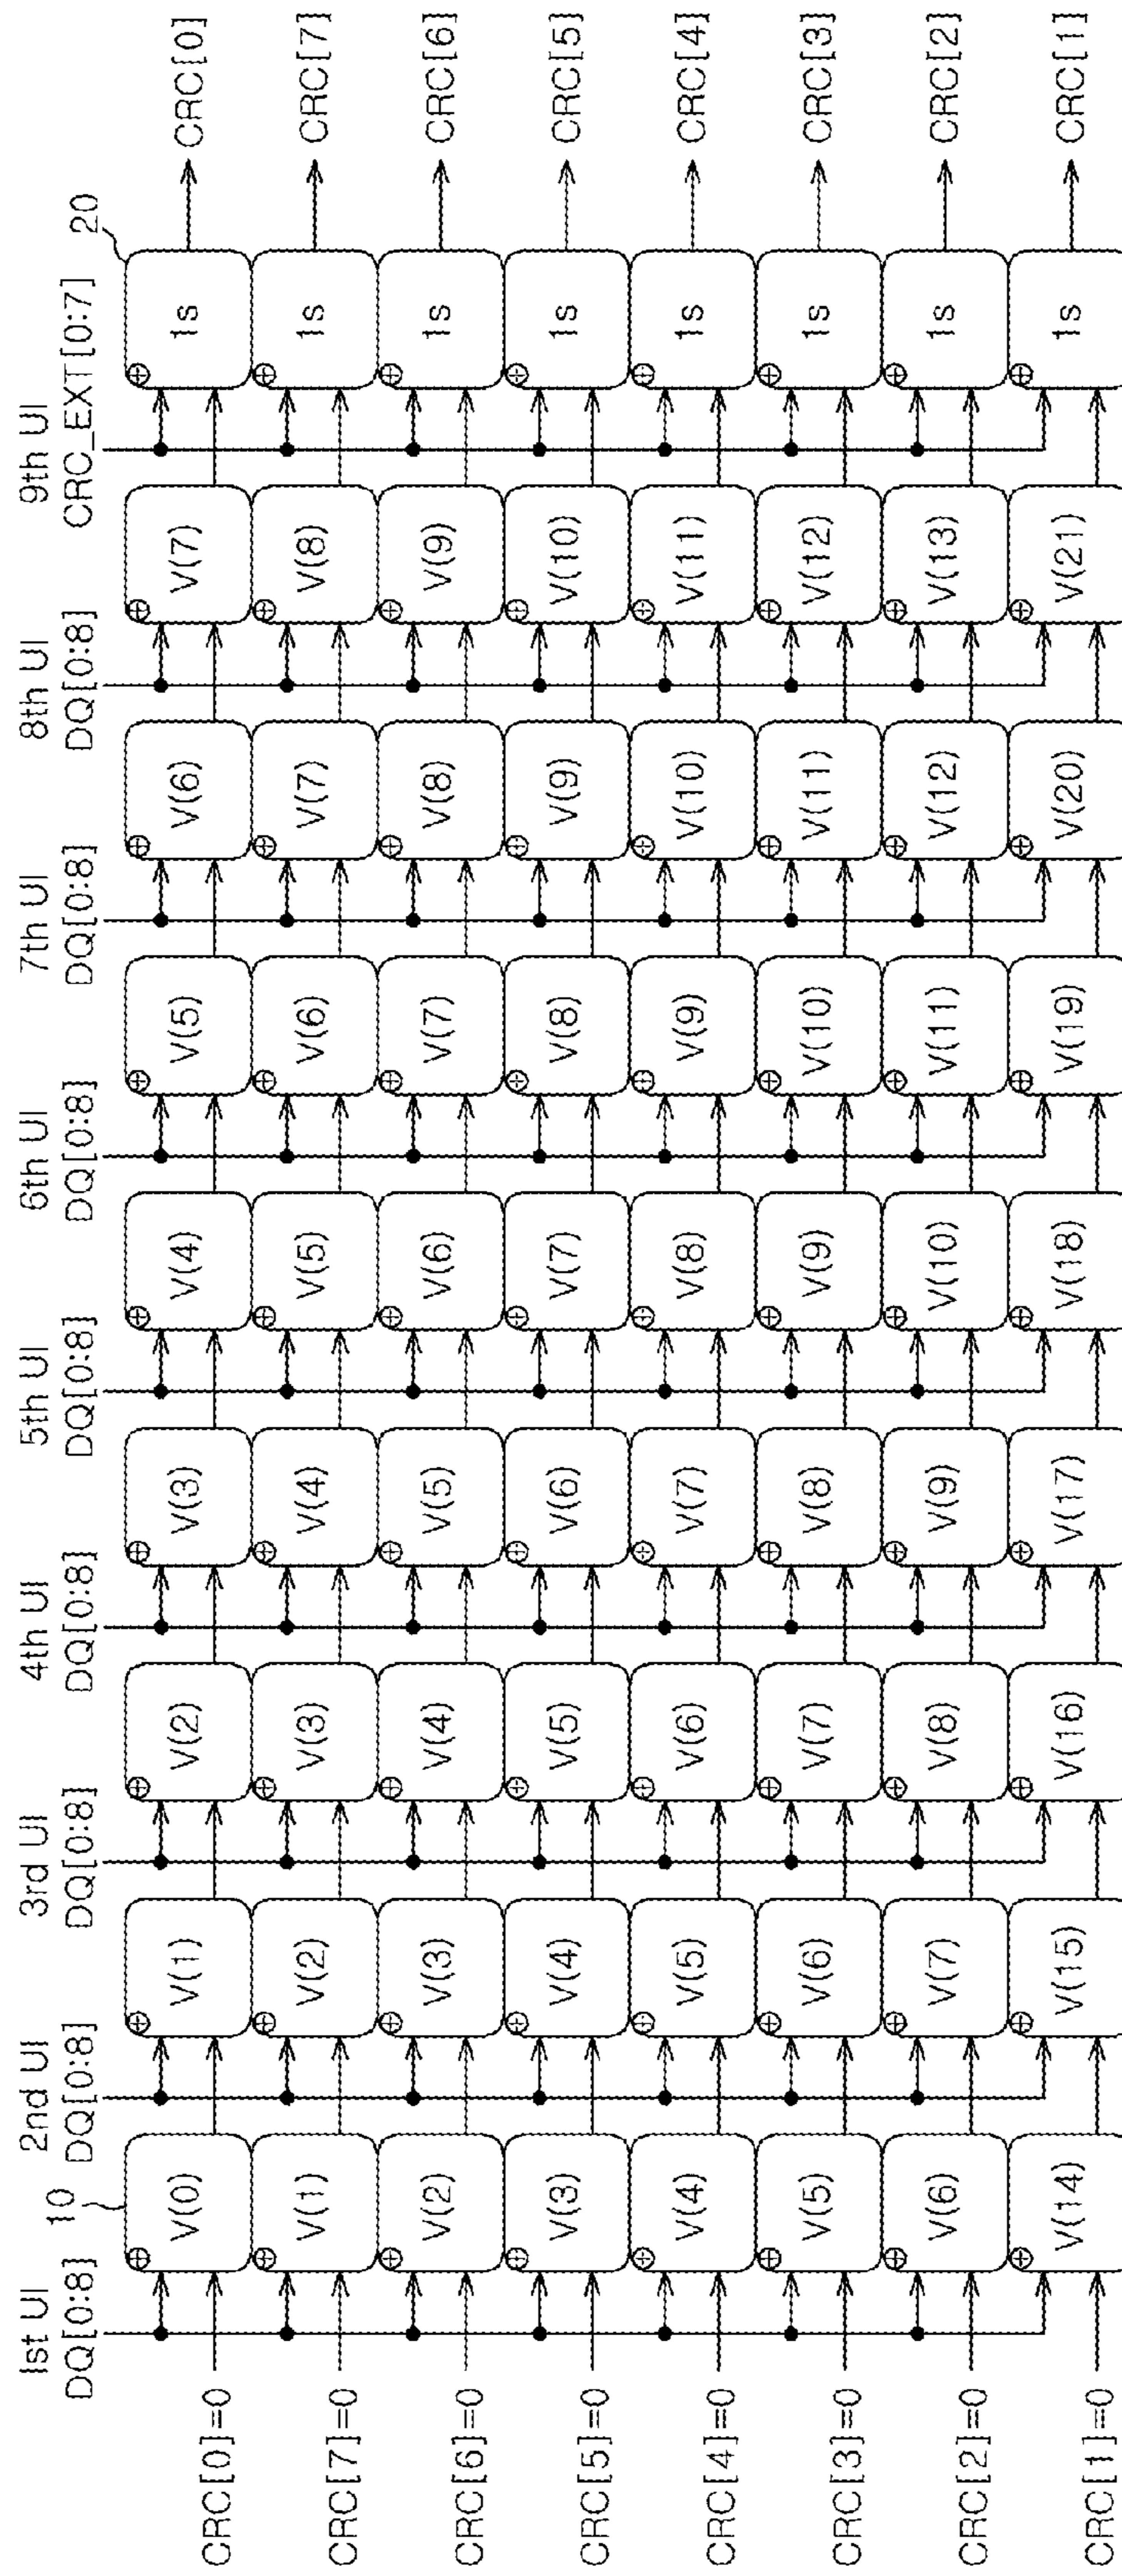 1st UI 2nd UI 3rd UI 4th UI 5th UI 6th UI 7th UI 8th UI 9th UI
DQ[0:8] 10 DQ[0:8] DQ[0:8] DQ[0:8] DQ[0:8] DQ[0:8] DQ[0:8] DQ[0:8] CRC_EXT[0:7] 20
CRC[0]=0 V(0) V(1) V(2) V(3) V(4) V(5) V(6) V(7) 1s CRC[0]
CRC[7]=0 V(1) V(2) V(3) V(4) V(5) V(6) V(7) V(8) 1s CRC[7]
CRC[6]=0 V(2) V(3) V(4) V(5) V(6) V(7) V(8) V(9) 1s CRC[6]
CRC[5]=0 V(3) V(4) V(5) V(6) V(7) V(8) V(9) V(10) 1s CRC[5]
CRC[4]=0 V(4) V(5) V(6) V(7) V(8) V(9) V(10) V(11) 1s CRC[4]
CRC[3]=0 V(5) V(6) V(7) V(8) V(9) V(10) V(11) V(12) 1s CRC[3]
CRC[2]=0 V(6) V(7) V(8) V(9) V(10) V(11) V(12) V(13) 1s CRC[2]
CRC[1]=0 V(14) V(15) V(16) V(17) V(18) V(19) V(20) V(21) 1s CRC[1]